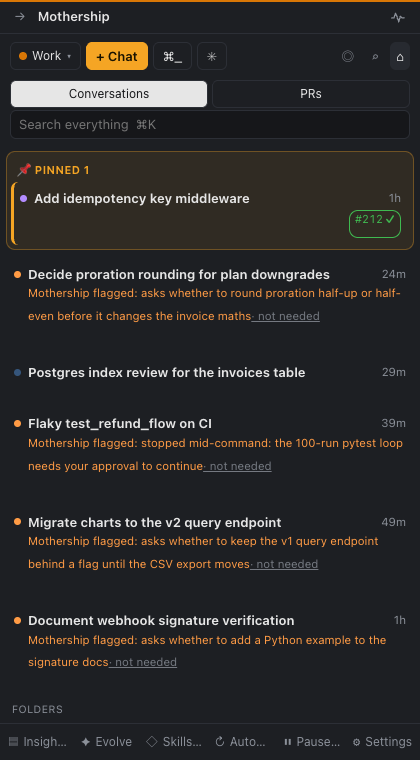 → Mothership
Work ▾ + Chat ⌘_ ✳
Conversations PRs
Search everything ⌘K
📌 PINNED 1
Add idempotency key middleware 1h
#212 ✓
Decide proration rounding for plan downgrades 24m
Mothership flagged: asks whether to round proration half-up or half-
even before it changes the invoice maths· not needed
Postgres index review for the invoices table 29m
Flaky test_refund_flow on CI 39m
Mothership flagged: stopped mid-command: the 100-run pytest loop
needs your approval to continue· not needed
Migrate charts to the v2 query endpoint 49m
Mothership flagged: asks whether to keep the v1 query endpoint
behind a flag until the CSV export moves· not needed
Document webhook signature verification 1h
Mothership flagged: asks whether to add a Python example to the
signature docs· not needed
FOLDERS
Insigh... Evolve Skills... Auto... Pause... Settings